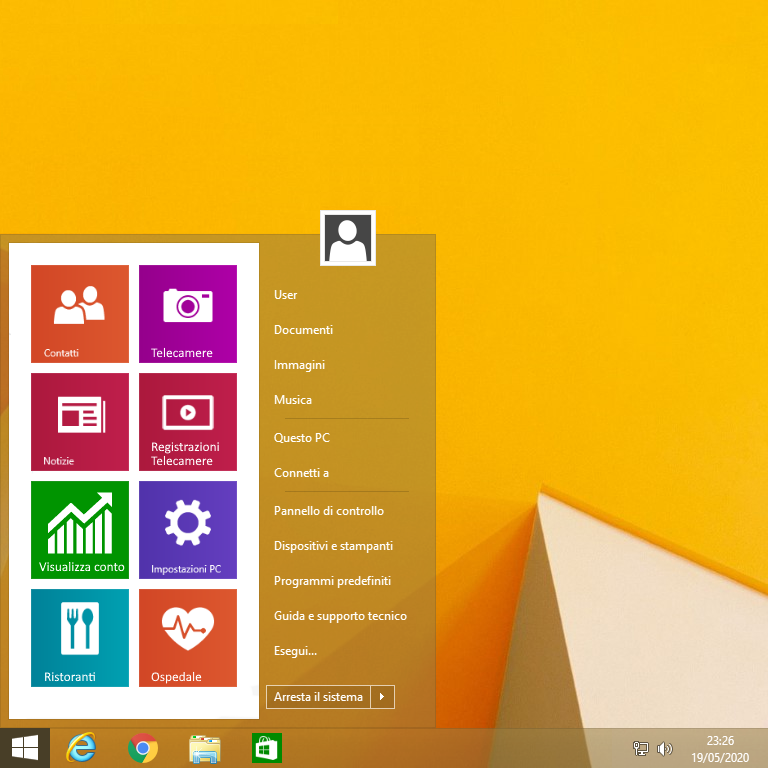 Contatti
Telecamere
Notizie
Registrazioni
Telecamere
Visualizza conto
Impostazioni PC
Ristoranti
Ospedale
User
Documenti
Immagini
Musica
Questo PC
Connetti a
Pannello di controllo
Dispositivi e stampanti
Programmi predefiniti
Guida e supporto tecnico
Esegui...
Arresta il sistema
23:26
19/05/2020